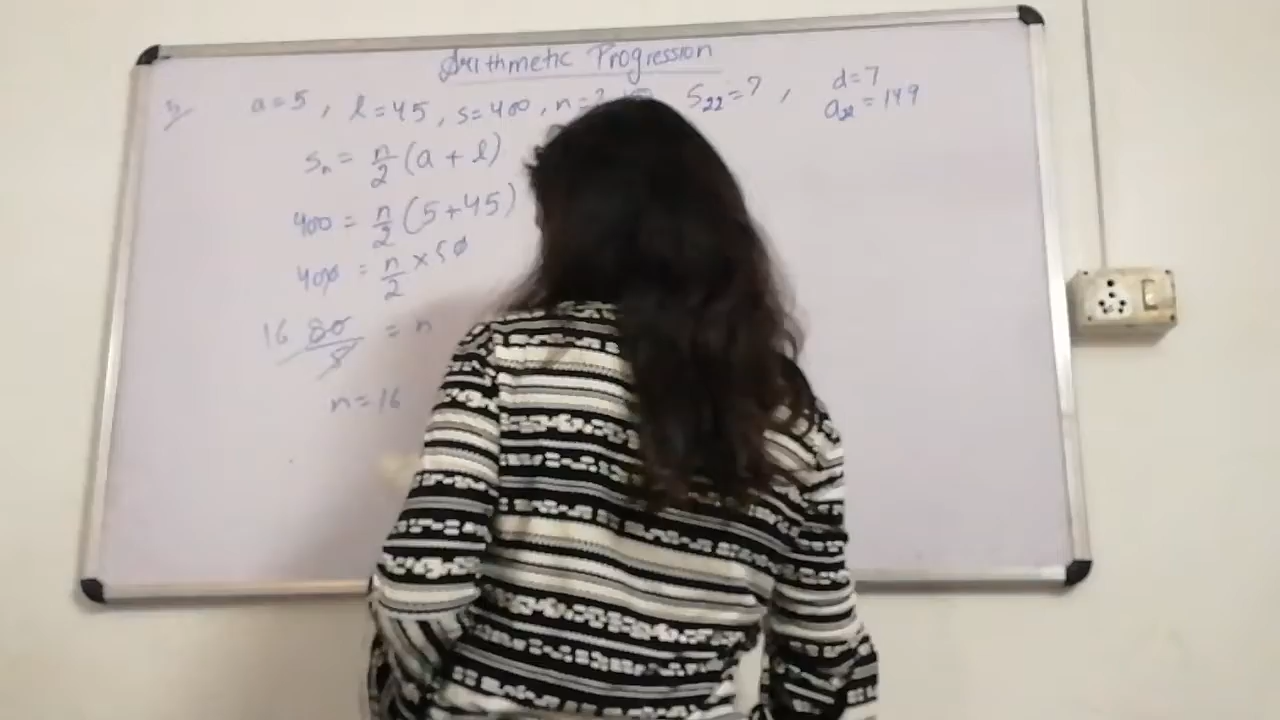 Arithmetic Progression
a=5, l=45, s=400, n=? S₂₂=?, d=7
a₂₂=149
Sₙ = n/2 (a + l)
400 = n/2 (5+45)
400 = n/2 × 50
16 80/5 = n
n=16